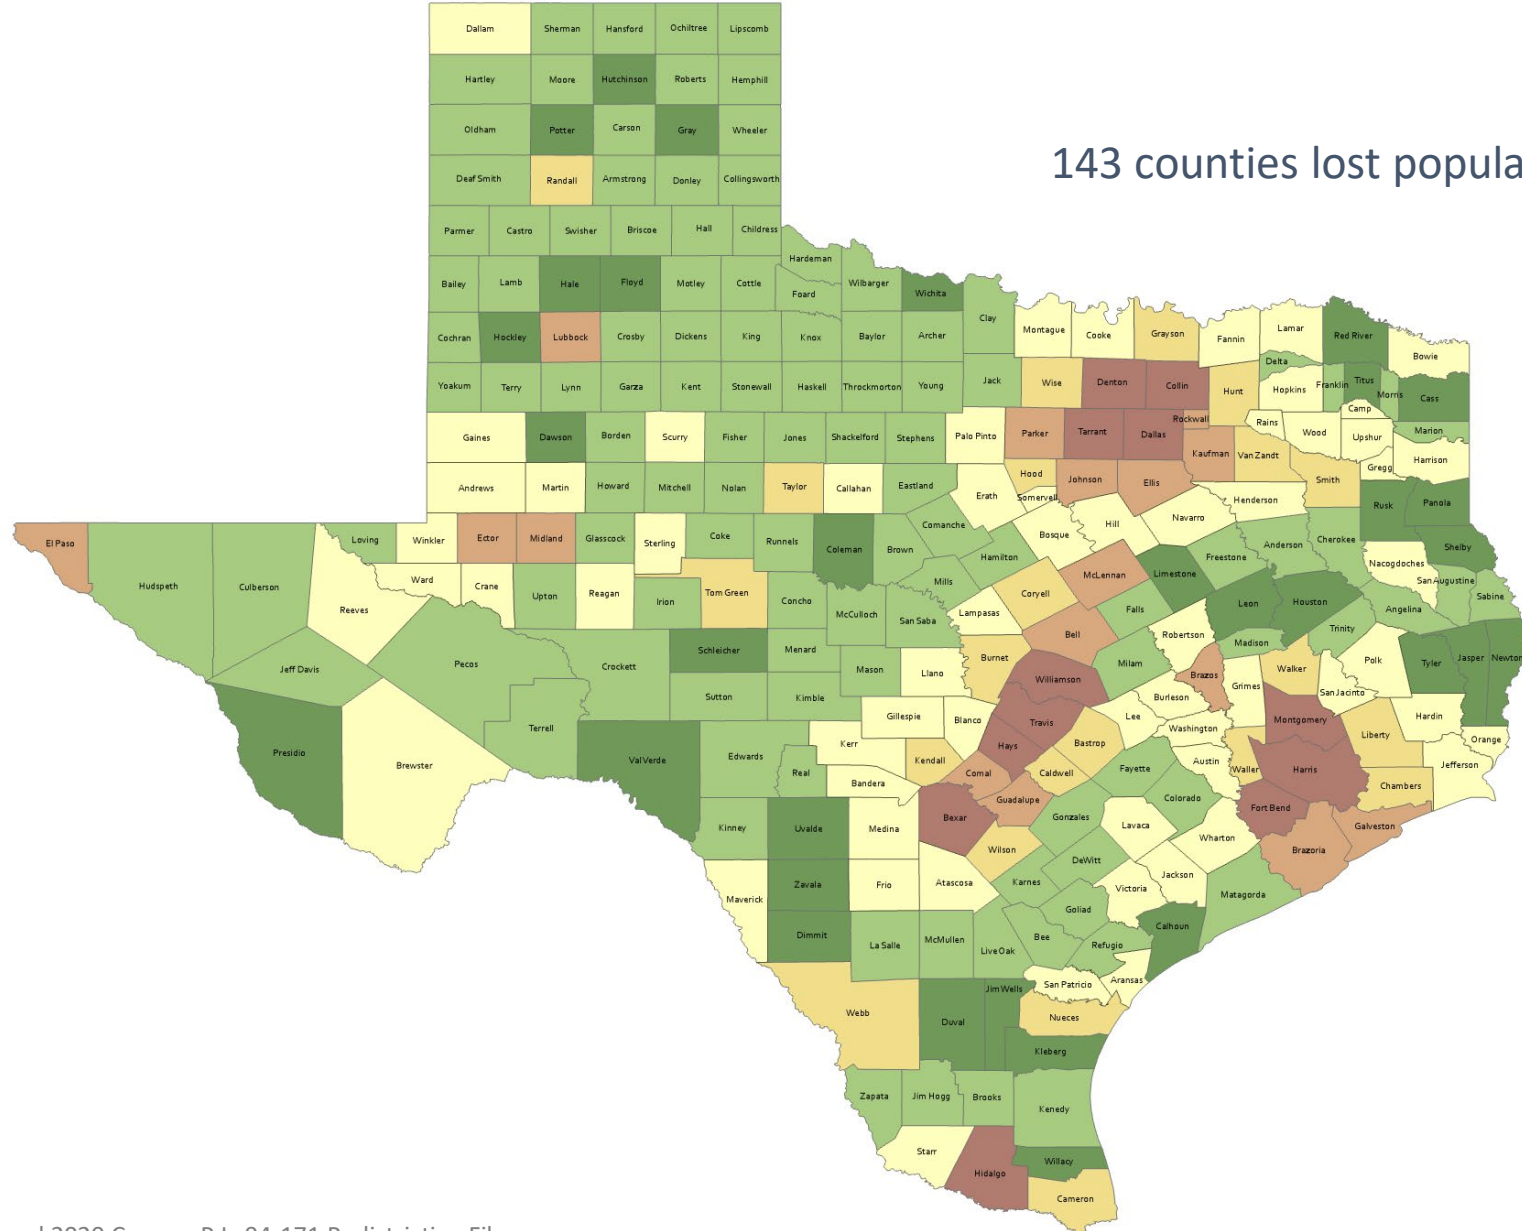 Dallam Sherman Hansford Ochiltree Lipscomb
Hartley Moore Hutchinson Roberts Hemphill
Oldham Potter Carson Gray Wheeler
143 counties lost popula
Deaf Smith Randall Armstrong Donley Collingsworth
Parmer Castro Swisher Briscoe Hall Childress
Hardeman
Bailey Lamb Hale Floyd Motley Cottle Foard Wilbarger Wichita
Clay Montague Cooke Grayson Fannin Lamar Red River Bowie
Cochran Hockley Lubbock Crosby Dickens King Knox Baylor Archer
Delta
Yoakum Terry Lynn Garza Kent Stonewall Haskell Throckmorton Young Jack Wise Denton Collin Hunt Hopkins Franklin Titus Morris Cass
Camp
Gaines Dawson Borden Scurry Fisher Jones Shackelford Stephens Palo Pinto Parker Tarrant Dallas Rockwall Rains Wood Upshur Marion
Kaufman Van Zandt Gregg Harrison
Andrews Martin Howard Mitchell Nolan Taylor Callahan Eastland Erath Hood Johnson Ellis Henderson Smith
Somervell Rusk Panola
El Paso Loving Winkler Ector Midland Glasscock Sterling Coke Runnels Coleman Brown Comanche Bosque Hill Navarro Anderson Cherokee Shelby
Hudspeth Culberson Reeves Ward Crane Upton Reagan Irion Tom Green Concho Mills Hamilton Coryell McLennan Limestone Freestone Nacogdoches San Augustine Sabine
McCulloch San Saba Lampasas Bell Falls Leon Houston Angelina
Jeff Davis Pecos Crockett Schleicher Menard Mason Llano Burnet Milam Robertson Madison Trinity
Sutton Kimble Williamson Brazos Grimes Walker San Jacinto Polk Tyler Jasper Newton
Presidio Brewster Terrell Val Verde Edwards Real Kerr Gillespie Blanco Travis Lee Burleson Washington Montgomery Liberty Hardin Orange
Bandera Kendall Hays Bastrop Fayette Austin Waller Harris Jefferson
Comal Caldwell Colorado Chambers
Kinney Uvalde Medina Bexar Guadalupe Gonzales Lavaca Wharton Fort Bend Galveston
Wilson DeWitt Brazoria
Maverick Zavala Frio Atascosa Karnes Victoria Jackson Matagorda
Dimmit La Salle McMullen Live Oak Bee Goliad Refugio Calhoun
Aransas
Webb Duval Jim Wells San Patricio
Nueces
Kleberg
Zapata Jim Hogg Brooks Kenedy
Starr Hidalgo Willacy
Cameron